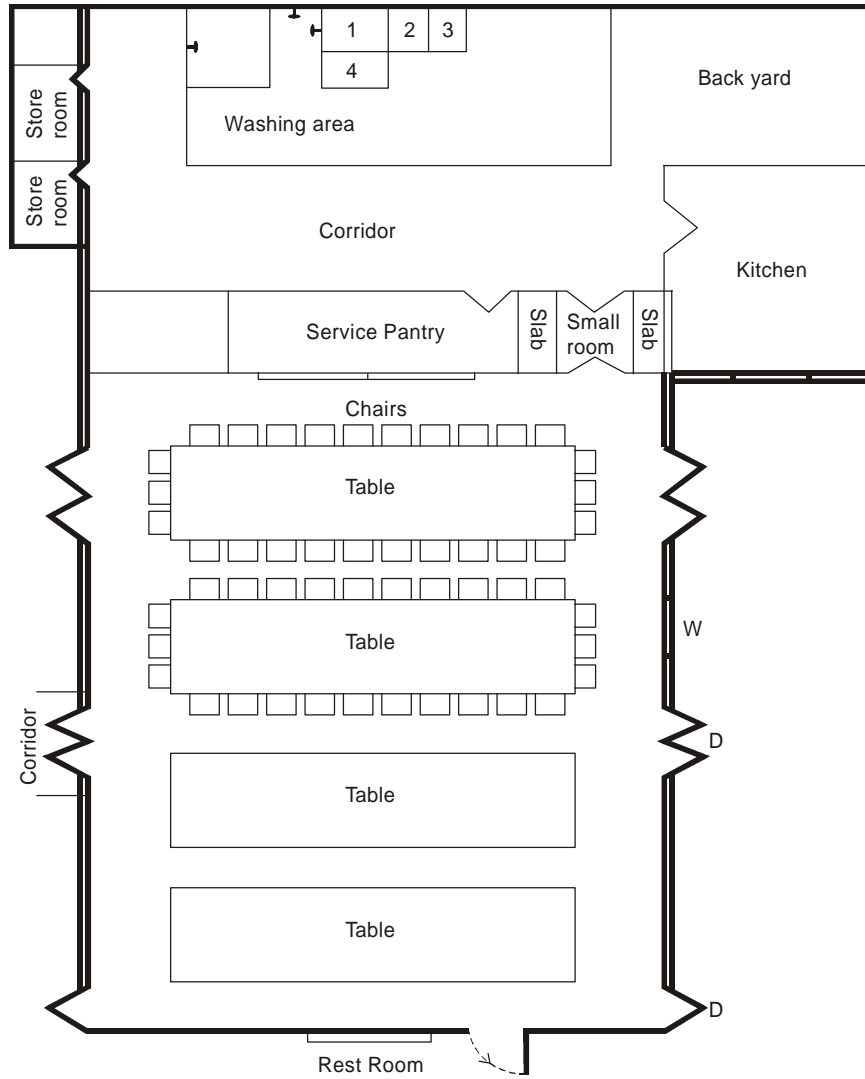 1
2
3
4
Back yard
Washing area
Store
room
Store
room
Corridor
Kitchen
Service Pantry
Slab
Small
room
Slab
Chairs
Table
Table
W
Corridor
D
Table
Table
D
Rest Room